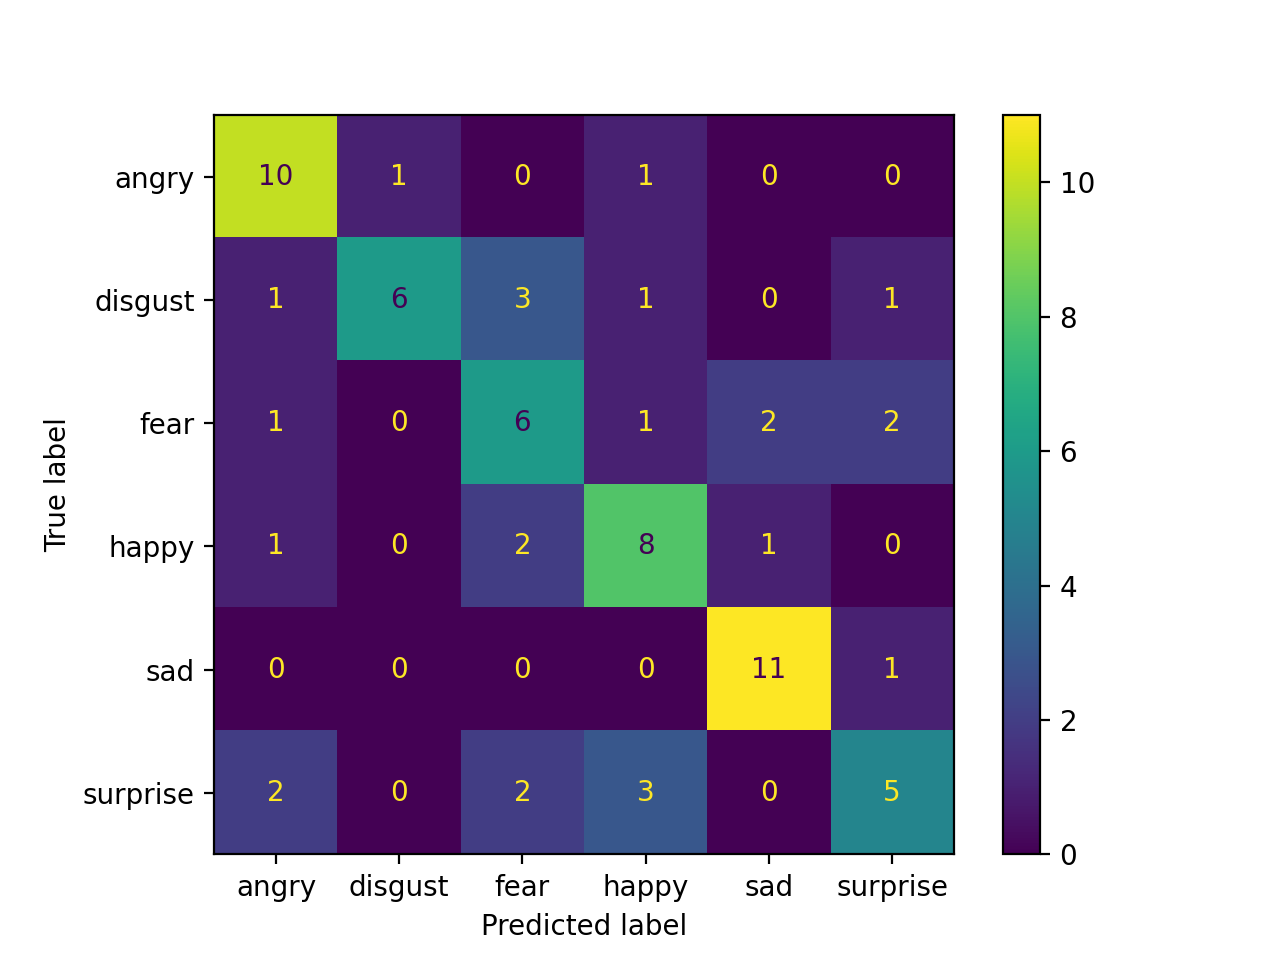 angry 10 1 0 1 0 0
disgust 1 6 3 1 0 1
fear 1 0 6 1 2 2
happy 1 0 2 8 1 0
sad 0 0 0 0 11 1
surprise 2 0 2 3 0 5
angry disgust fear happy sad surprise
Predicted label
True label
10
8
6
4
2
0